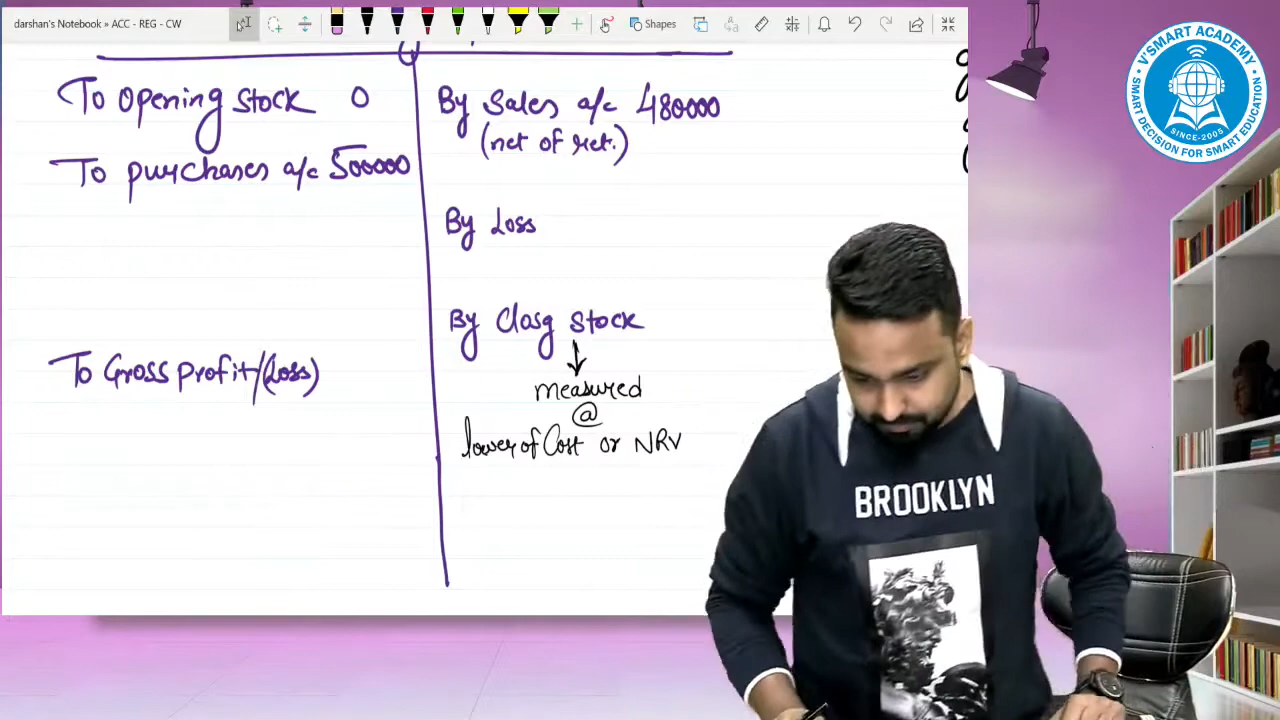 darshan's Notebook » ACC - REG - CW
Shapes
To Opening Stock 0
To purchases a/c 500000
To Gross profit/(Loss)
By Sales a/c 480000
(net of ret.)
By Loss
By Closg Stock
measured
@
lower of Cost or NRV
V'SMART ACADEMY
SINCE-2005
SMART DECISION FOR SMART EDUCATION
BROOKLYN